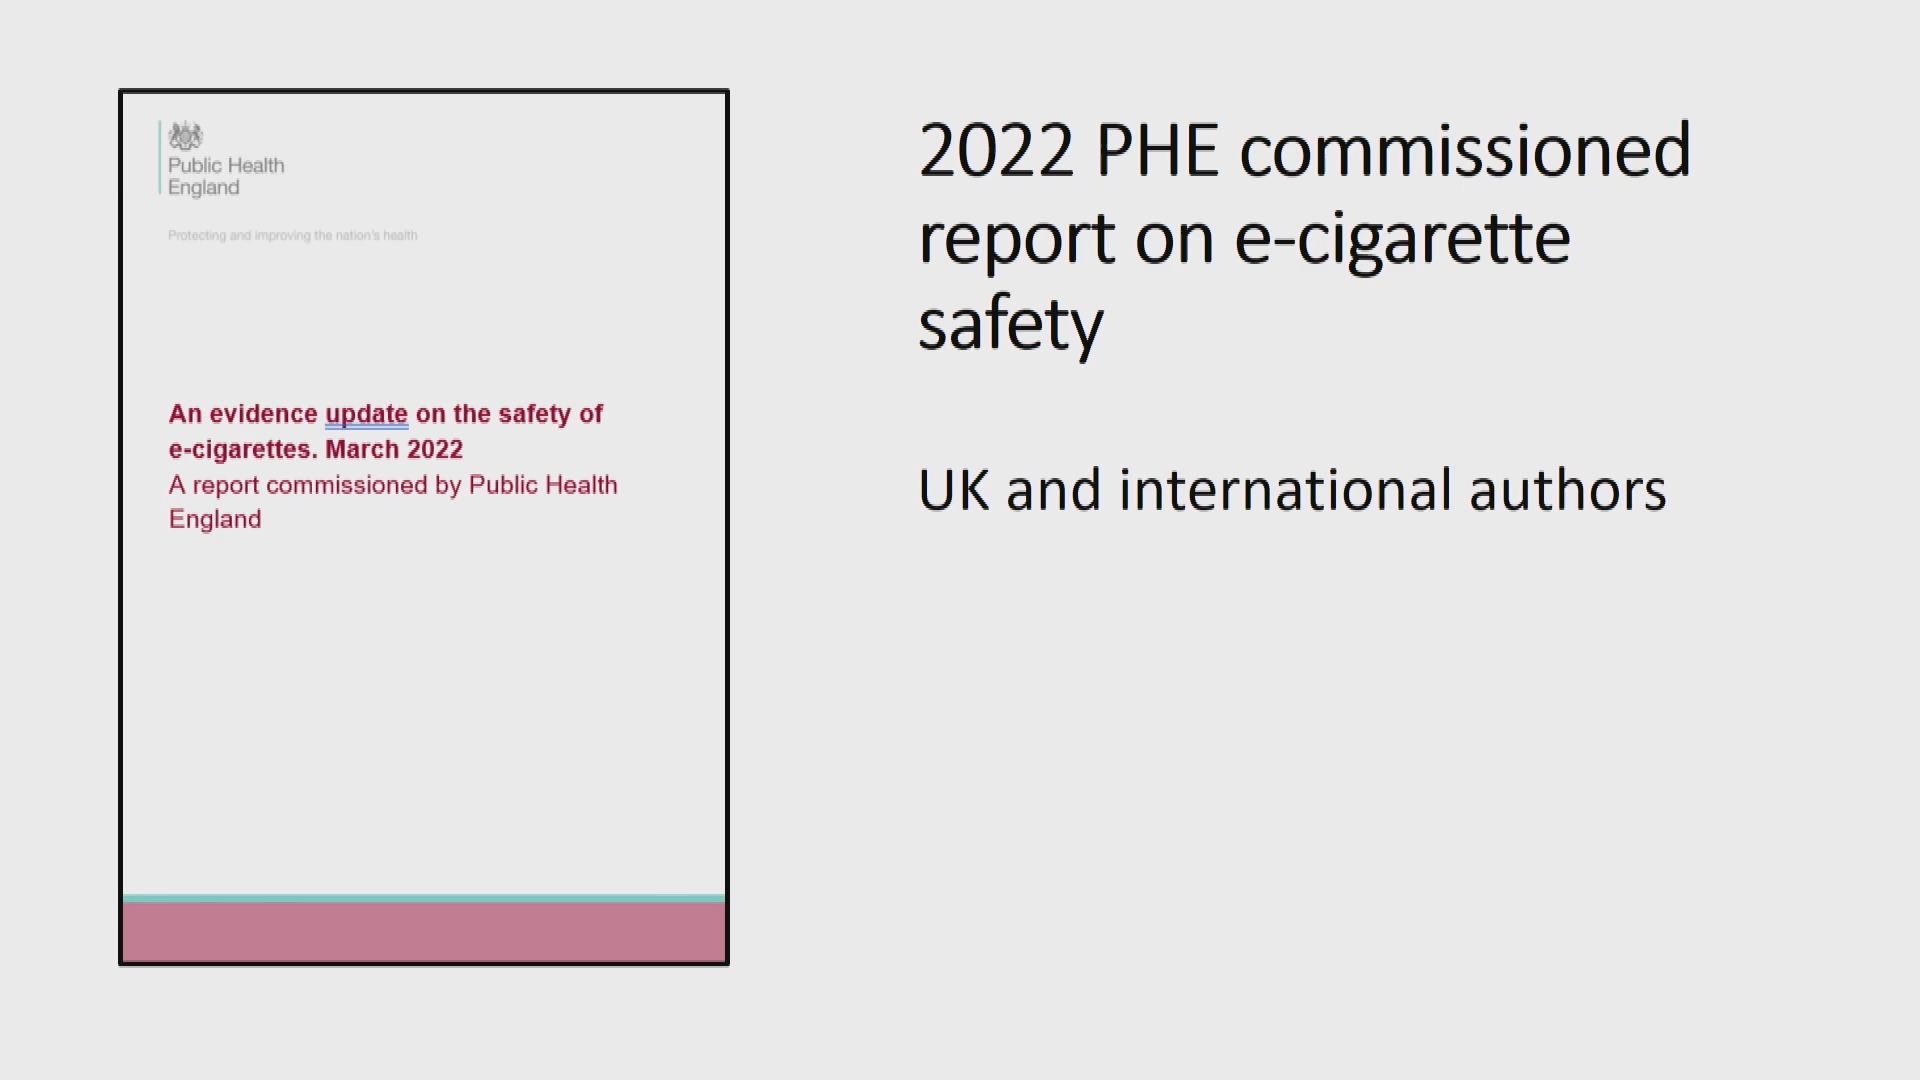 Public Health
England
Protecting and improving the nation's health
An evidence update on the safety of
e-cigarettes. March 2022
A report commissioned by Public Health
England
2022 PHE commissioned
report on e-cigarette
safety
UK and international authors